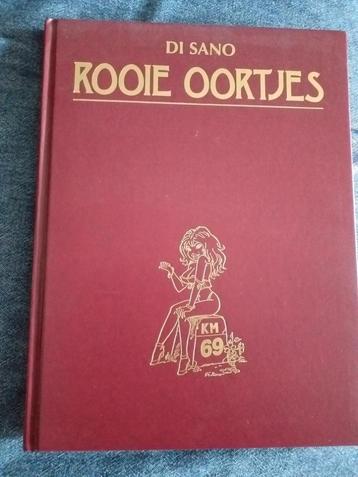 DI SANO
ROOIE OORTJES
KM
69